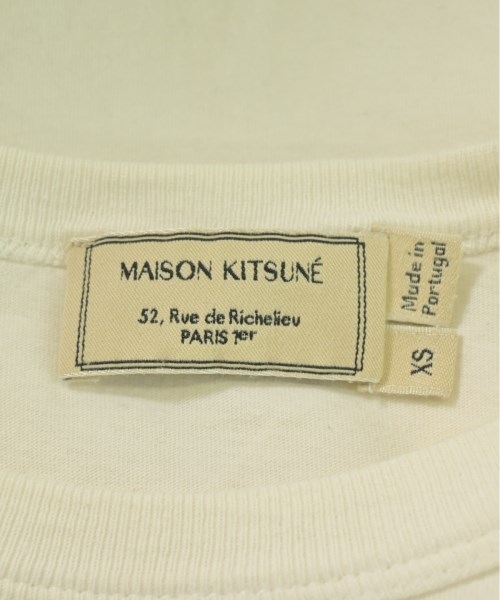 MAISON KITSUNÉ
52, Rue de Richelieu
PARIS 1er
Made in
Portugal
XS